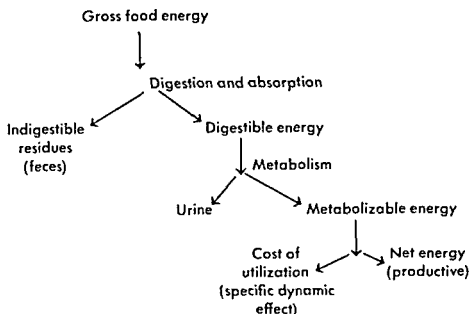 Gross food energy
Digestion and absorption
Indigestible
residues
(feces)
Digestible energy
Metabolism
Urine
Metabolizable energy
Cost of
utilization
(specific dynamic
effect)
Net energy
(productive)